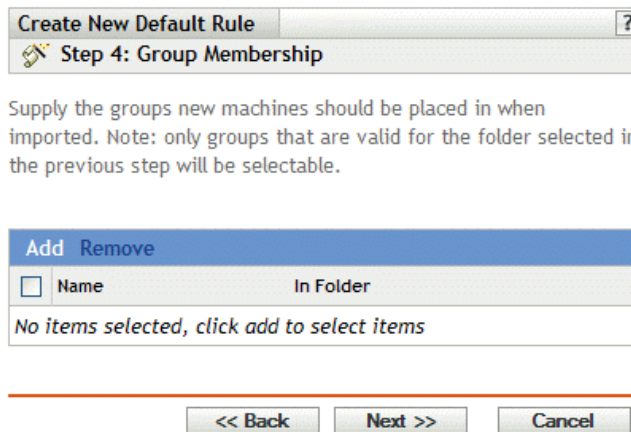 Create New Default Rule ?
Step 4: Group Membership
Supply the groups new machines should be placed in when
imported. Note: only groups that are valid for the folder selected in
the previous step will be selectable.
Add Remove
Name In Folder
No items selected, click add to select items
<< Back Next >> Cancel